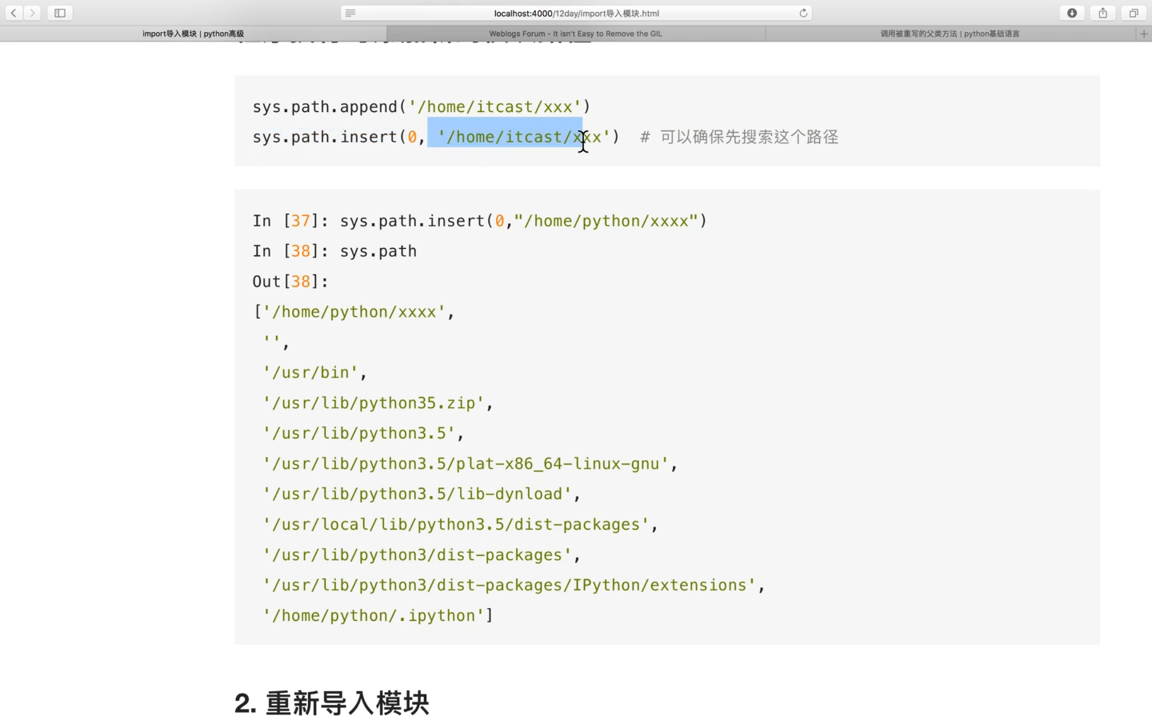 localhost:4000/12day/import导入模块.html
import导入模块 | python高级
Weblogs Forum - It isn't Easy to Remove the GIL
调用被重写的父类方法 | python基础语言
sys.path.append('/home/itcast/xxx')
sys.path.insert(0, '/home/itcast/xxx')  # 可以确保先搜索这个路径
In [37]: sys.path.insert(0,"/home/python/xxxx")
In [38]: sys.path
Out[38]:
['/home/python/xxxx',
 '',
 '/usr/bin',
 '/usr/lib/python35.zip',
 '/usr/lib/python3.5',
 '/usr/lib/python3.5/plat-x86_64-linux-gnu',
 '/usr/lib/python3.5/lib-dynload',
 '/usr/local/lib/python3.5/dist-packages',
 '/usr/lib/python3/dist-packages',
 '/usr/lib/python3/dist-packages/IPython/extensions',
 '/home/python/.ipython']
2. 重新导入模块